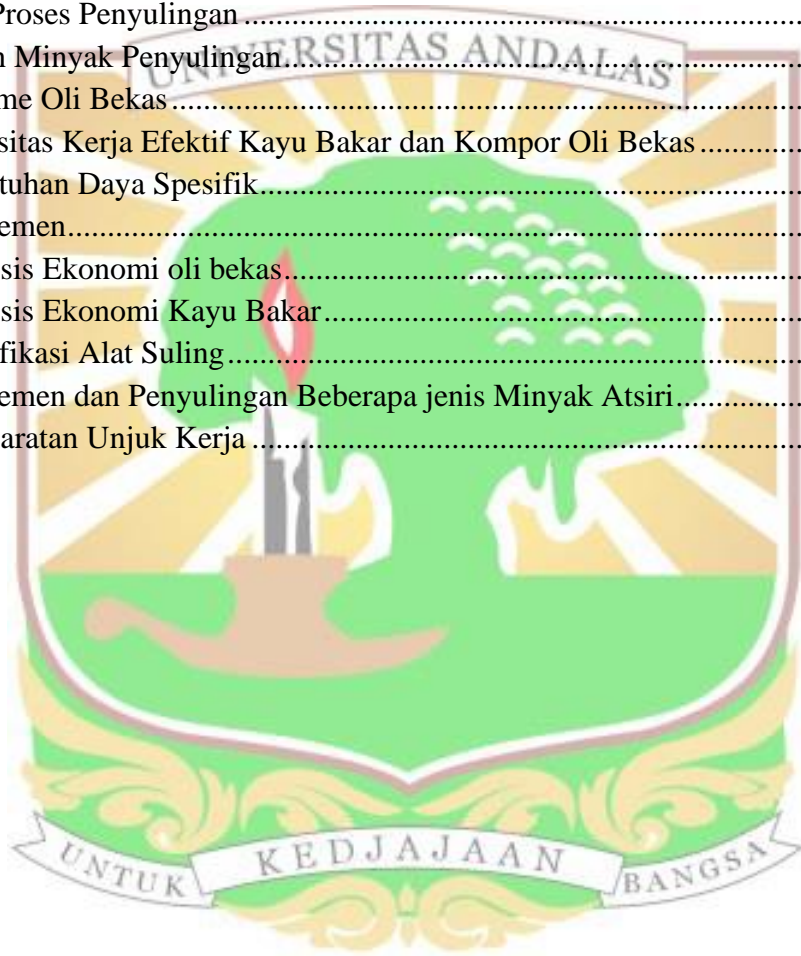 Proses Penyulingan ........................................................................
n Minyak Penyulingan....................................................................
me Oli Bekas ................................................................................
sitas Kerja Efektif Kayu Bakar dan Kompor Oli Bekas ................
tuhan Daya Spesifik......................................................................
emen.............................................................................................
sis Ekonomi oli bekas...................................................................
sis Ekonomi Kayu Bakar...............................................................
fikasi Alat Suling ..........................................................................
emen dan Penyulingan Beberapa jenis Minyak Atsiri...................
aratan Unjuk Kerja .......................................................................
UNIVERSITAS ANDALAS
UNTUK KEDJAJAAN BANGSA